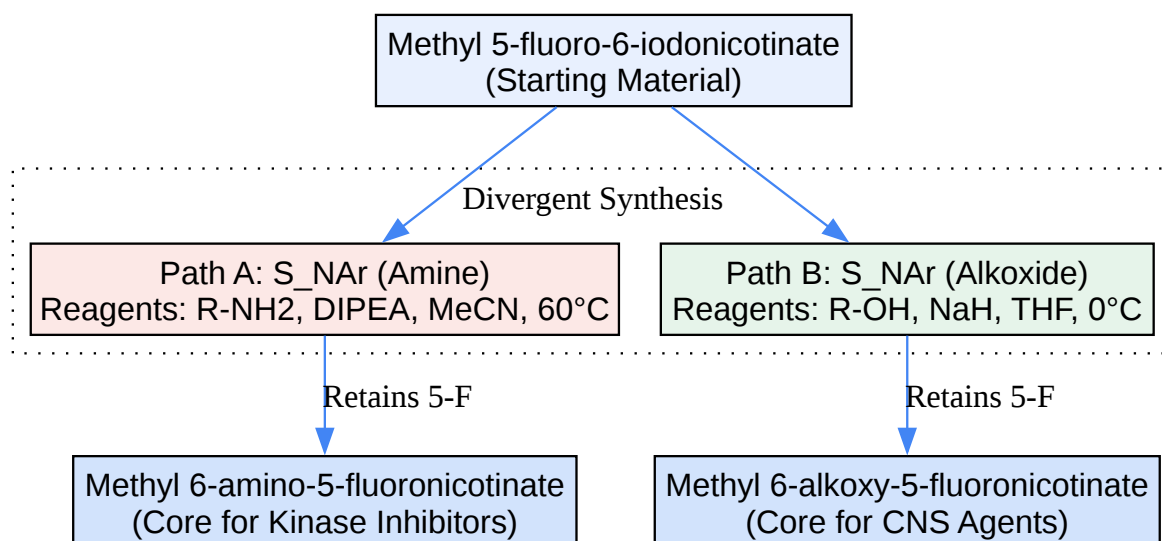 Methyl 5-fluoro-6-iodonicotinate
(Starting Material)
Divergent Synthesis
Path A: S_NAr (Amine)
Reagents: R-NH2, DIPEA, MeCN, 60°C
Path B: S_NAr (Alkoxide)
Reagents: R-OH, NaH, THF, 0°C
Retains 5-F
Retains 5-F
Methyl 6-amino-5-fluoronicotinate
(Core for Kinase Inhibitors)
Methyl 6-alkoxy-5-fluoronicotinate
(Core for CNS Agents)